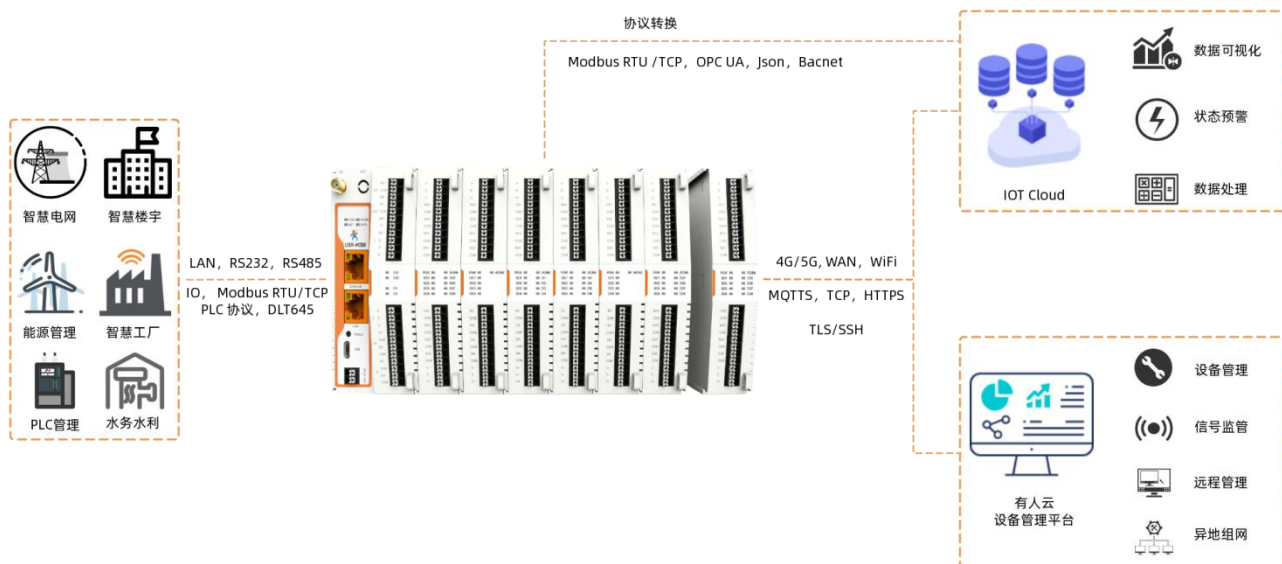 协议转换
Modbus RTU /TCP，OPC UA，Json，Bacnet
数据可视化
状态预警
数据处理
IOT Cloud
智慧电网
智慧楼宇
能源管理
智慧工厂
PLC管理
水务水利
LAN，RS232，RS485
IO，Modbus RTU/TCP
PLC 协议，DLT645
USR-M300
4G/5G, WAN，WiFi
MQTTS，TCP，HTTPS
TLS/SSH
有人云
设备管理平台
设备管理
信号监管
远程管理
异地组网